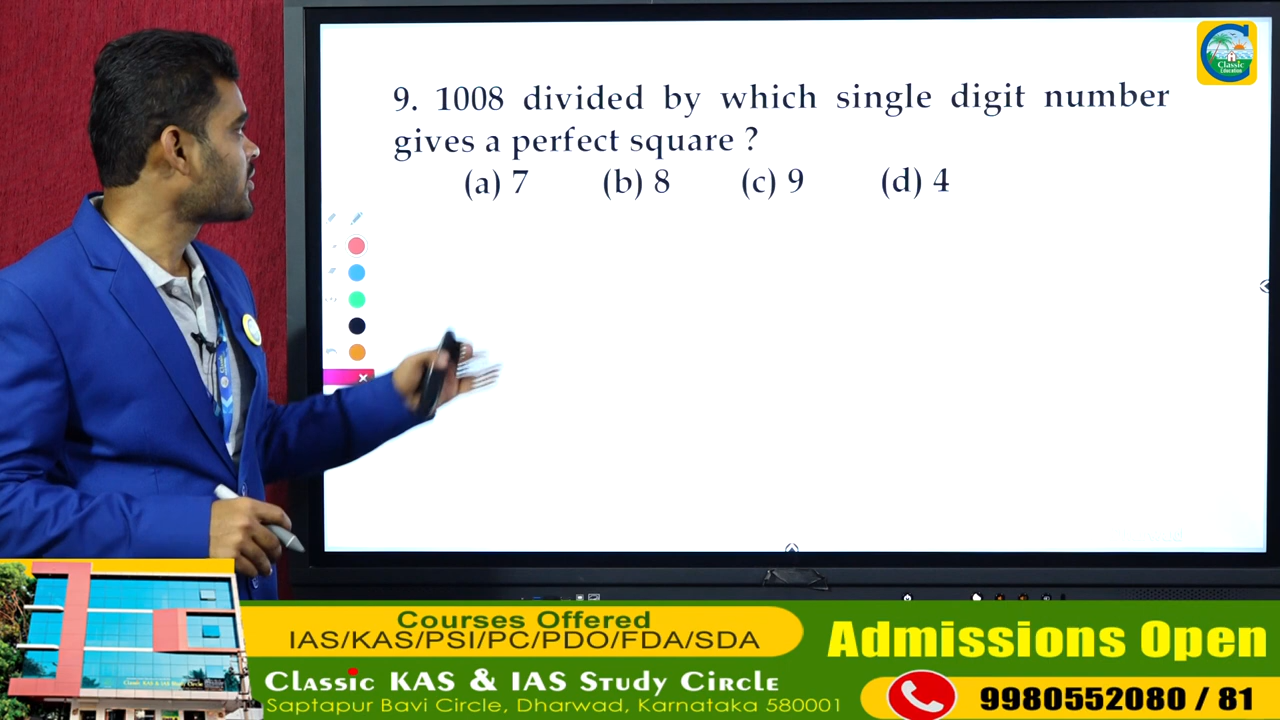 Classic
Education
9. 1008 divided by which single digit number
gives a perfect square ?
(a) 7 (b) 8 (c) 9 (d) 4
Courses Offered
IAS/KAS/PSI/PC/PDO/FDA/SDA
Classic KAS & IAS Study Circle
Saptapur Bavi Circle, Dharwad, Karnataka 580001
Admissions Open
9980552080 / 81